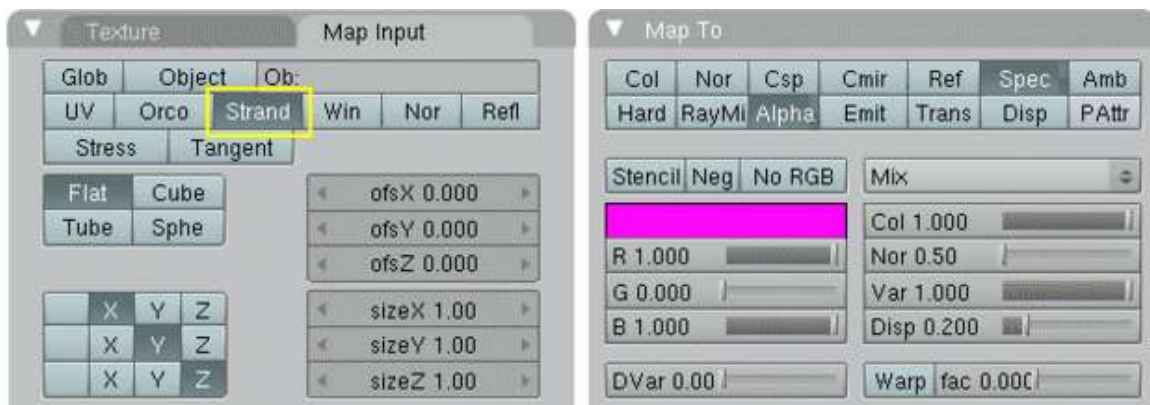 Texture Map Input
Glob Object Ob:
UV Orco Strand Win Nor Refl
Stress Tangent
Flat Cube
Tube Sphe
ofsX 0.000
ofsY 0.000
ofsZ 0.000
X Y Z
X Y Z
X Y Z
sizeX 1.00
sizeY 1.00
sizeZ 1.00
Map To
Col Nor Csp Cmir Ref Spec Amb
Hard RayMi Alpha Emit Trans Disp PAttr
Stencil Neg No RGB
R 1.000
G 0.000
B 1.000
DVar 0.00
Mix
Col 1.000
Nor 0.50
Var 1.000
Disp 0.200
Warp fac 0.000